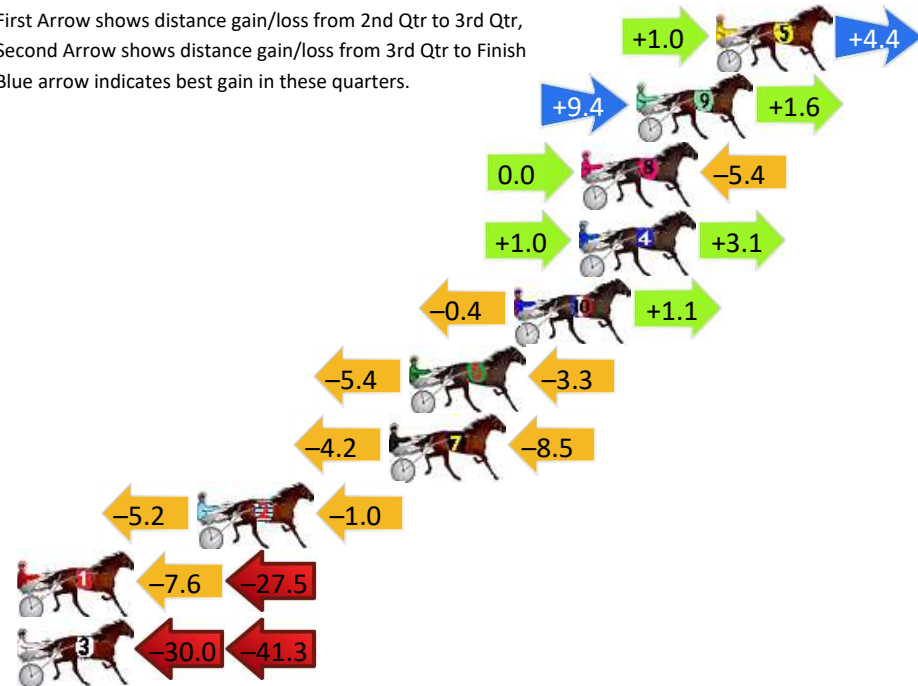 First Arrow shows distance gain/loss from 2nd Qtr to 3rd Qtr,
Second Arrow shows distance gain/loss from 3rd Qtr to Finish
Blue arrow indicates best gain in these quarters.
+1.0 5 +4.4
+9.4 9 +1.6
0.0 8 –5.4
+1.0 4 +3.1
–0.4 10 +1.1
–5.4 –3.3
–4.2 7 –8.5
–5.2 2 –1.0
1 –7.6 –27.5
3 –30.0 –41.3